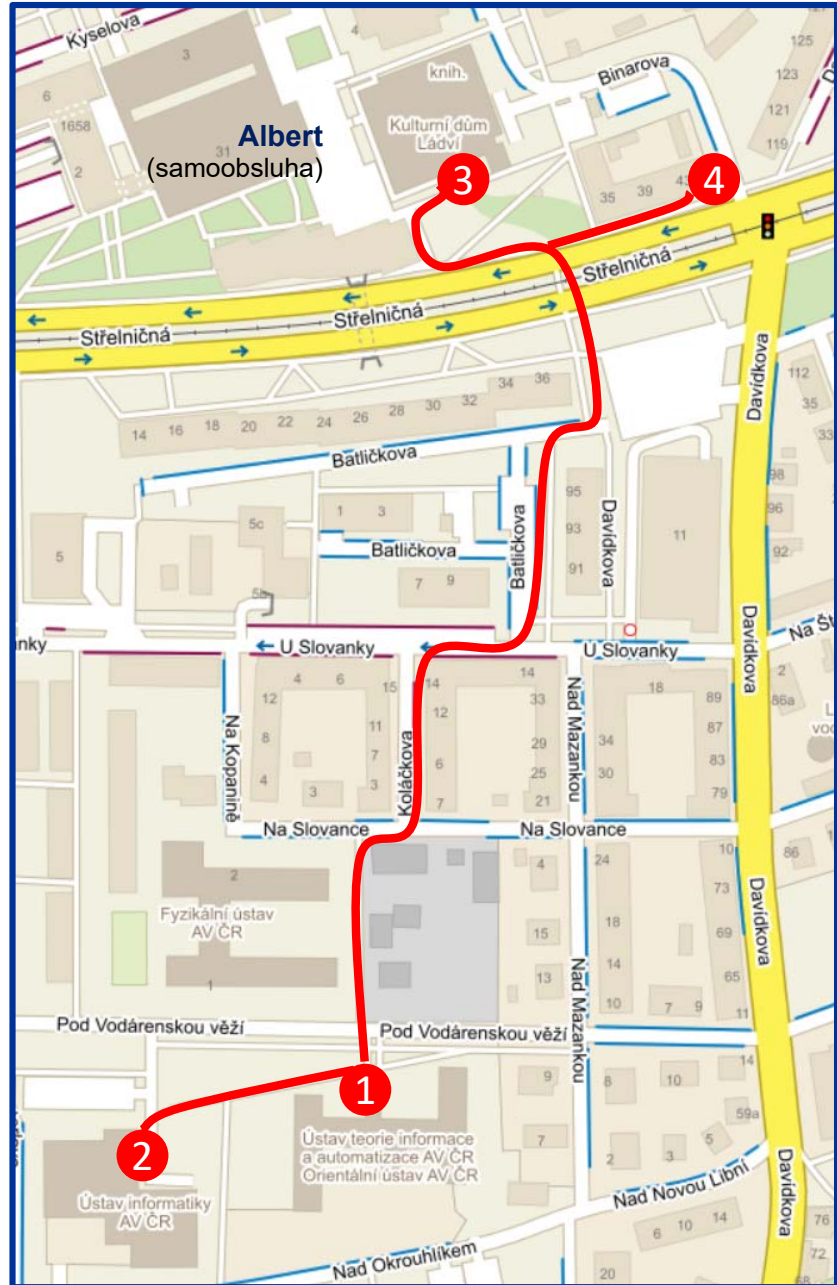 Kyselova
3
4
knih.
125
123
121
119
Binarova
6
1658
2
Albert
(samoobsluha)
31
Kulturní dům
Ládví
3
35
39
43
4
Střelničná
Střelničná
Střelničná
Davídkova
112
35
33
14
16
18
20
22
24
26
28
30
32
34
36
Batličkova
98
96
92
95
93
91
Davídkova
11
5
5c
5b
1
3
Batličkova
Batličkova
7
9
U Slovanky
U Slovanky
Na Št
nky
Davídkova
4
6
15
14
14
18
89
2
86a
12
8
4
11
7
3
3
12
6
7
33
29
25
21
34
30
87
83
79
Na Kopanině
Koláčkova
Nad Mazankou
L
vod
Na Slovance
Na Slovance
2
4
24
10
86
Fyzikální ústav
AV ČR
1
15
13
18
14
10
73
69
65
11
7
9
Davídkova
Nad Mazankou
Pod Vodárenskou věží
Pod Vodárenskou věží
1
9
7
8
10
14
59a
2
3
5
2
Ústav teorie informace
a automatizace AV ČR
Orientální ústav AV ČR
Ústav informatiky
AV ČR
Nad Novou Libní
Davídkova
6
10
14
76
72
68
20
Nad Okrouhlíkem